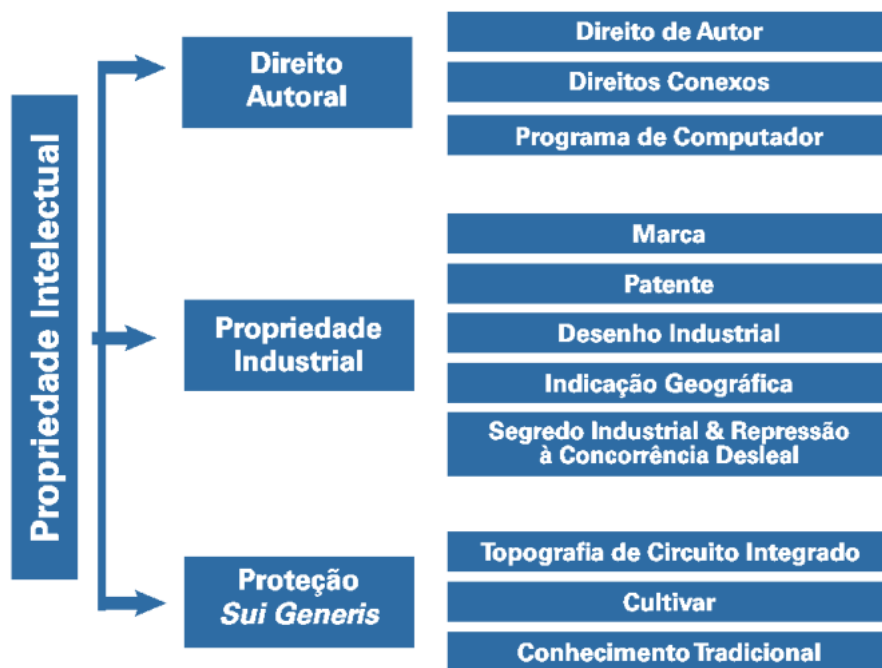 Propriedade Intelectual
Direito
Autoral
Direito de Autor
Direitos Conexos
Programa de Computador
Propriedade
Industrial
Marca
Patente
Desenho Industrial
Indicação Geográfica
Segredo Industrial & Repressão
à Concorrência Desleal
Proteção
Sui Generis
Topografia de Circuito Integrado
Cultivar
Conhecimento Tradicional